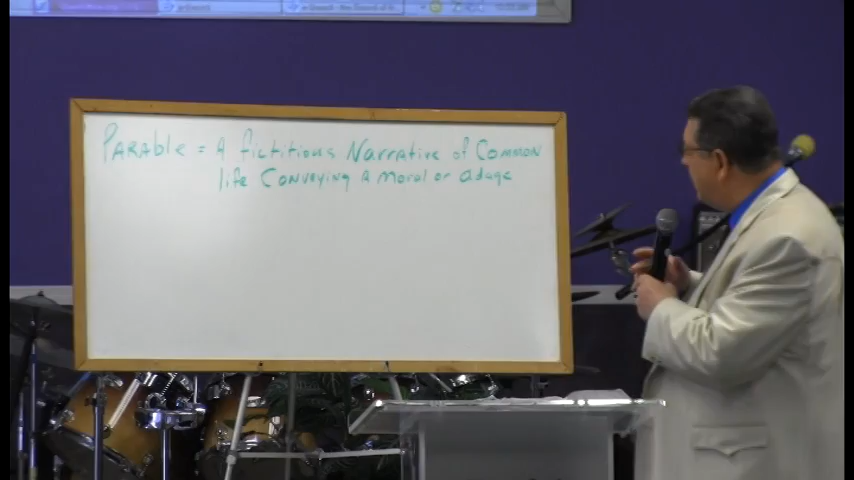 Parable = A fictitious Narrative of Common
life Conveying a moral or adage